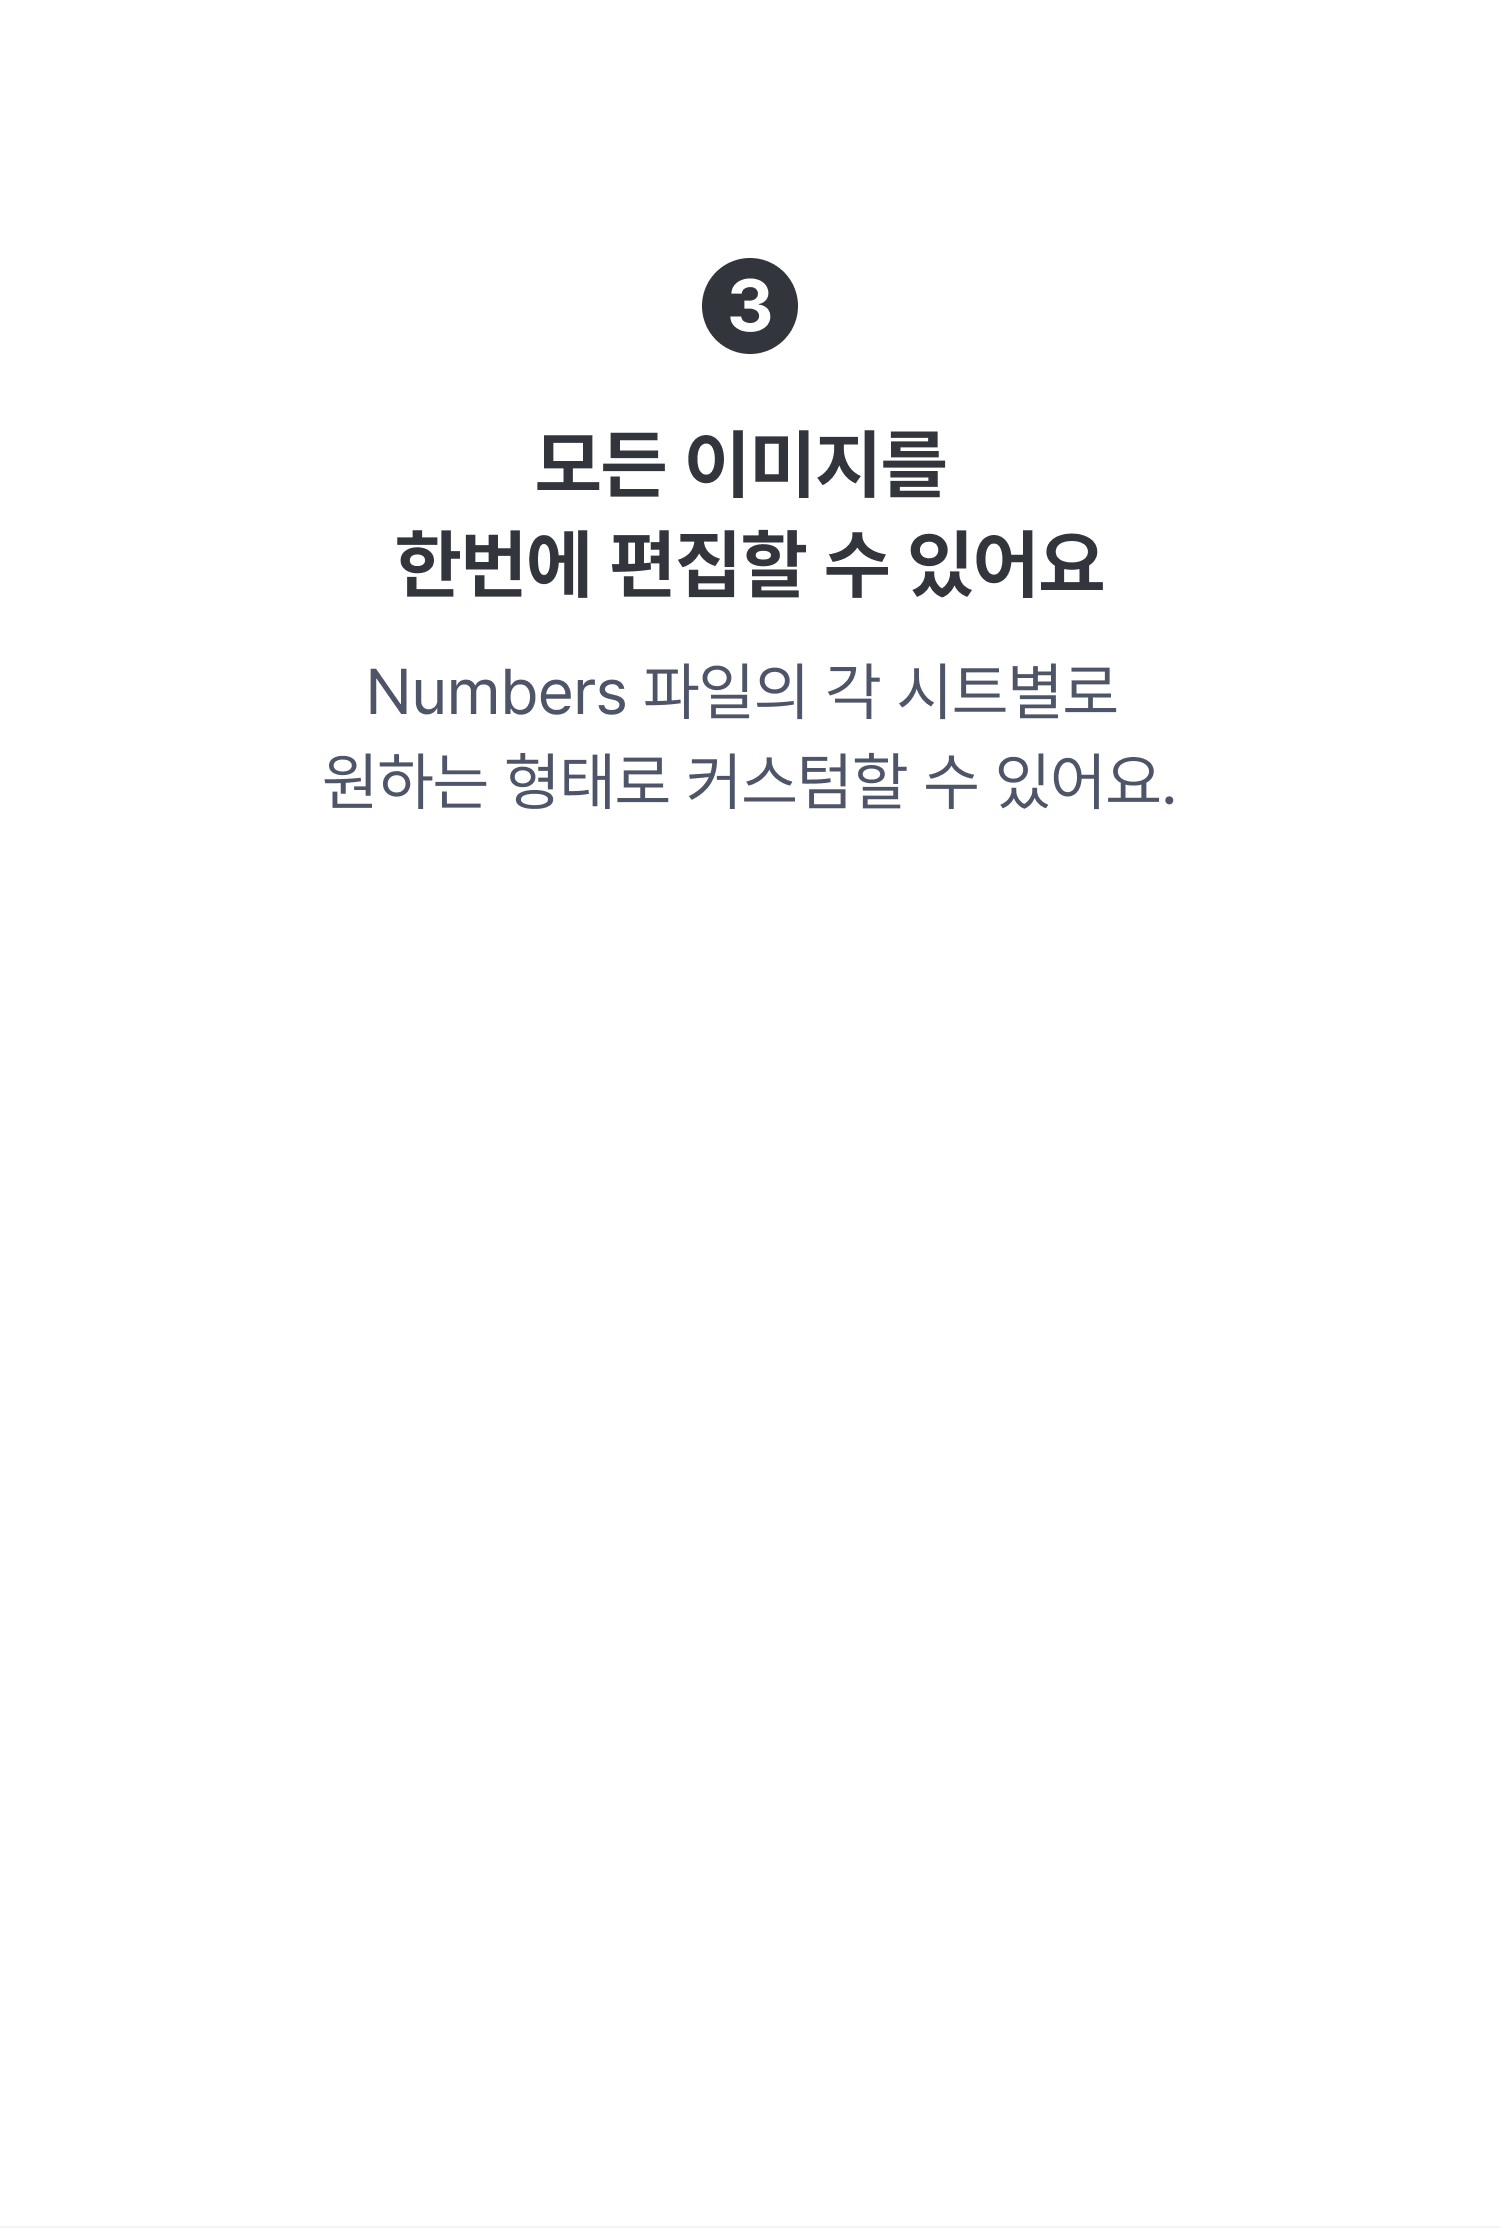 3
모든 이미지를
한번에 편집할 수 있어요
Numbers 파일의 각 시트별로
원하는 형태로 커스텀할 수 있어요.